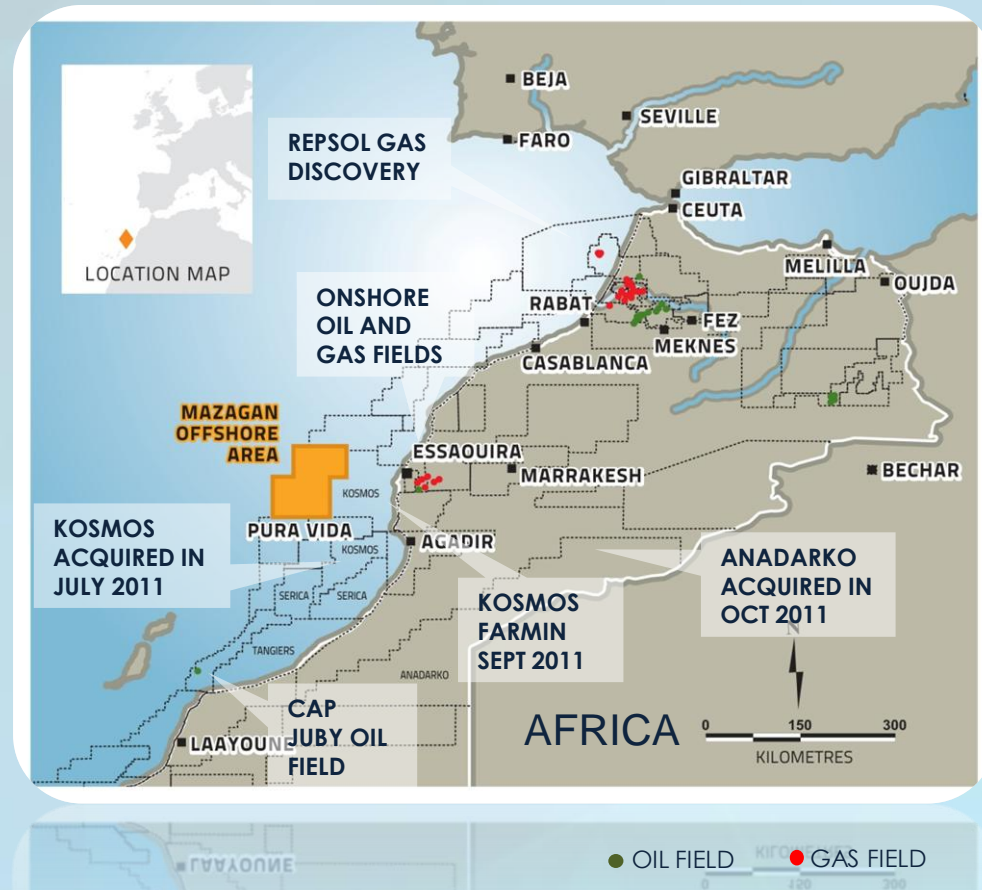 BEJA
SEVILLE
FARO
REPSOL GAS
DISCOVERY
GIBRALTAR
CEUTA
LOCATION MAP
MELILLA
OUJDA
ONSHORE
OIL AND
GAS FIELDS
RABAT
FEZ
MEKNES
CASABLANCA
MAZAGAN
OFFSHORE
AREA
ESSAOUIRA
MARRAKESH
BECHAR
KOSMOS
PURA VIDA
KOSMOS
ACQUIRED IN
JULY 2011
KOSMOS
AGADIR
ANADARKO
ACQUIRED IN
OCT 2011
SERICA
SERICA
KOSMOS
FARMIN
SEPT 2011
N
TANGIERS
ANADARKO
CAP
JUBY OIL
FIELD
AFRICA
0 150 300
KILOMETRES
LAAYOUNE
OIL FIELD
GAS FIELD